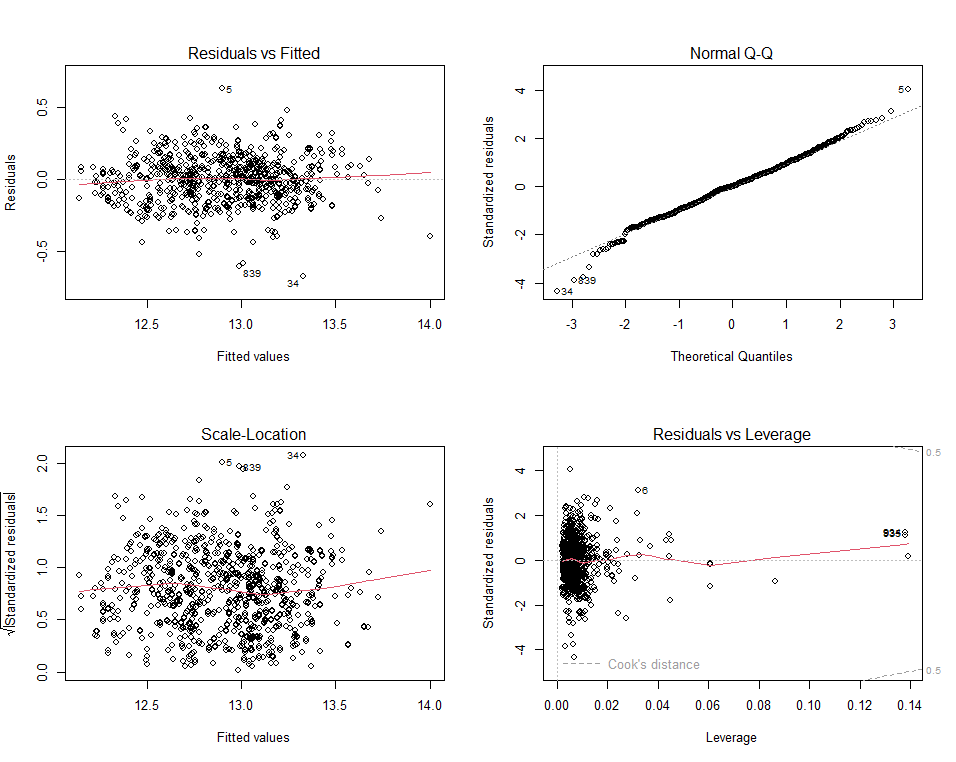 Residuals vs Fitted
Residuals
0.5
0.0
-0.5
5
839
34
12.5 13.0 13.5 14.0
Fitted values
Normal Q-Q
Standardized residuals
4
2
0
-2
-4
5
839
34
-3 -2 -1 0 1 2 3
Theoretical Quantiles
Scale-Location
√|Standardized residuals|
2.0
1.5
1.0
0.5
0.0
34
5
839
12.5 13.0 13.5 14.0
Fitted values
Residuals vs Leverage
Standardized residuals
4
2
0
-2
-4
0.5
6
Cook's distance
0.5
0.00 0.02 0.04 0.06 0.08 0.10 0.12 0.14
Leverage